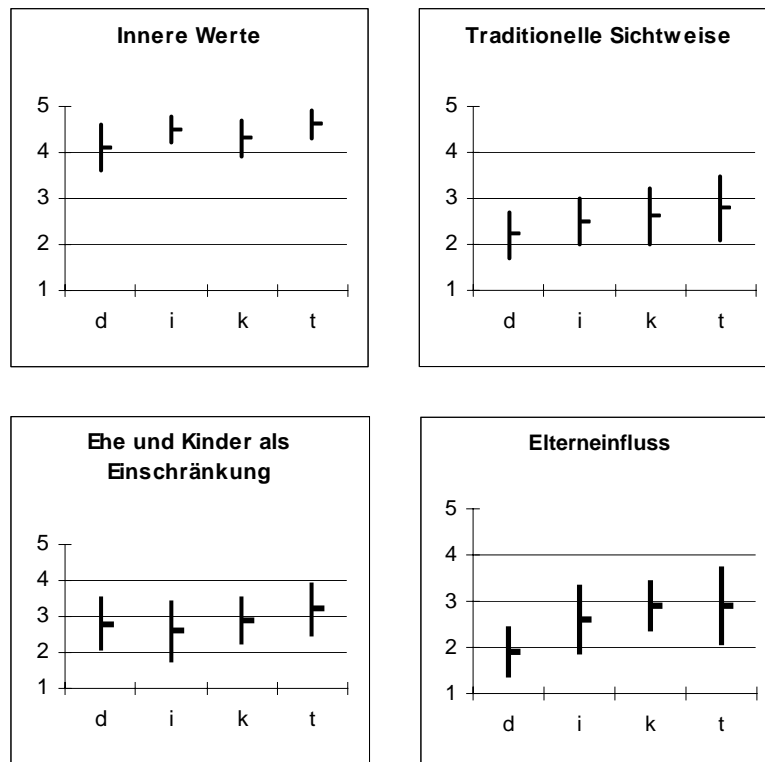 Innere Werte
5
4
3
2
1
d i k t
Traditionelle Sichtweise
5
4
3
2
1
d i k t
Ehe und Kinder als
Einschränkung
5
4
3
2
1
d i k t
Elterneinfluss
5
4
3
2
1
d i k t